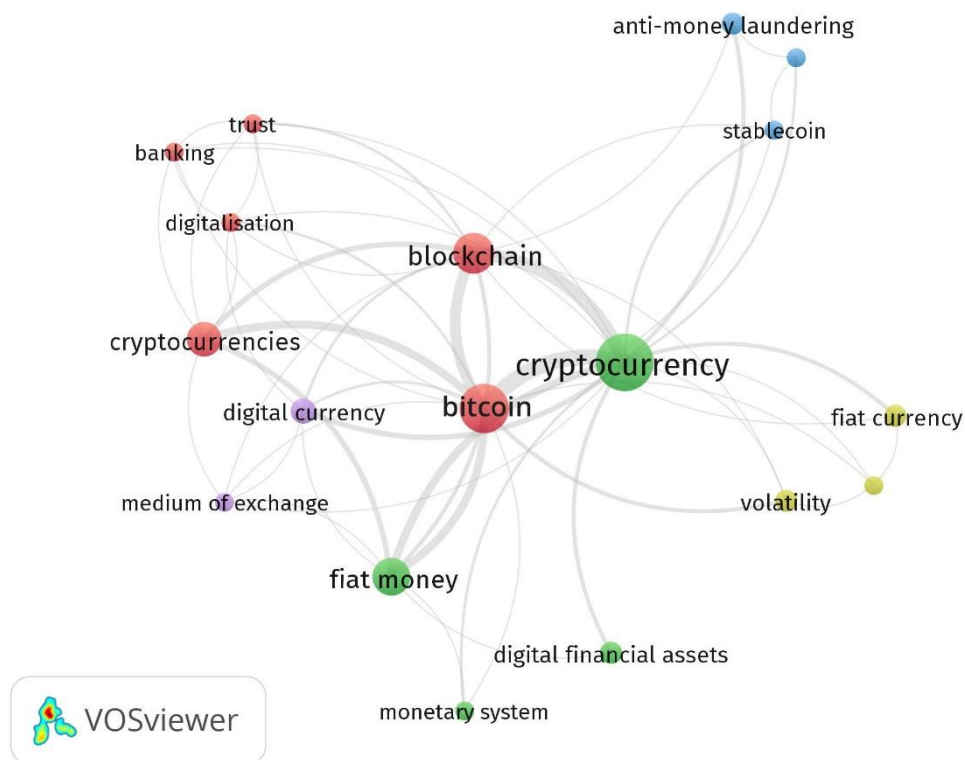 anti-money laundering
trust
stablecoin
banking
digitalisation
blockchain
cryptocurrencies
cryptocurrency
digital currency
bitcoin
fiat currency
medium of exchange
volatility
fiat money
digital financial assets
monetary system
VOSviewer